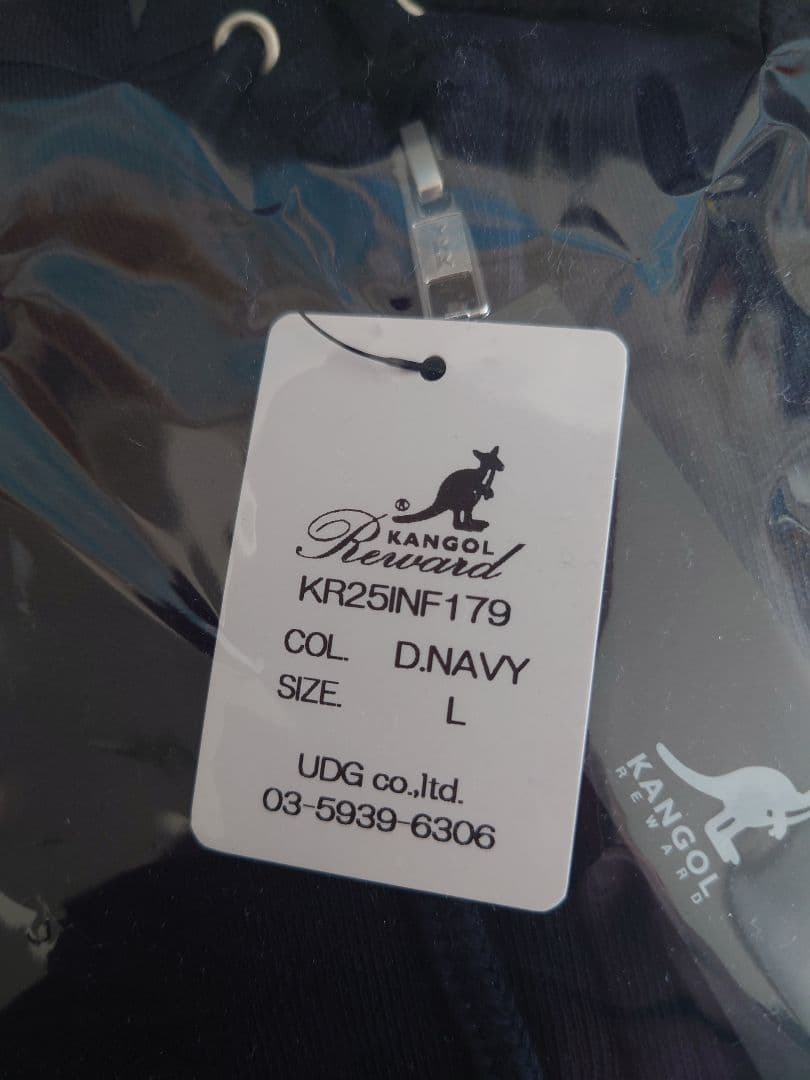 ®
KANGOL
Reward
KR25INF179
COL. D.NAVY
SIZE. L
UDG co.,ltd.
03-5939-6306
KANGOL
REWARD